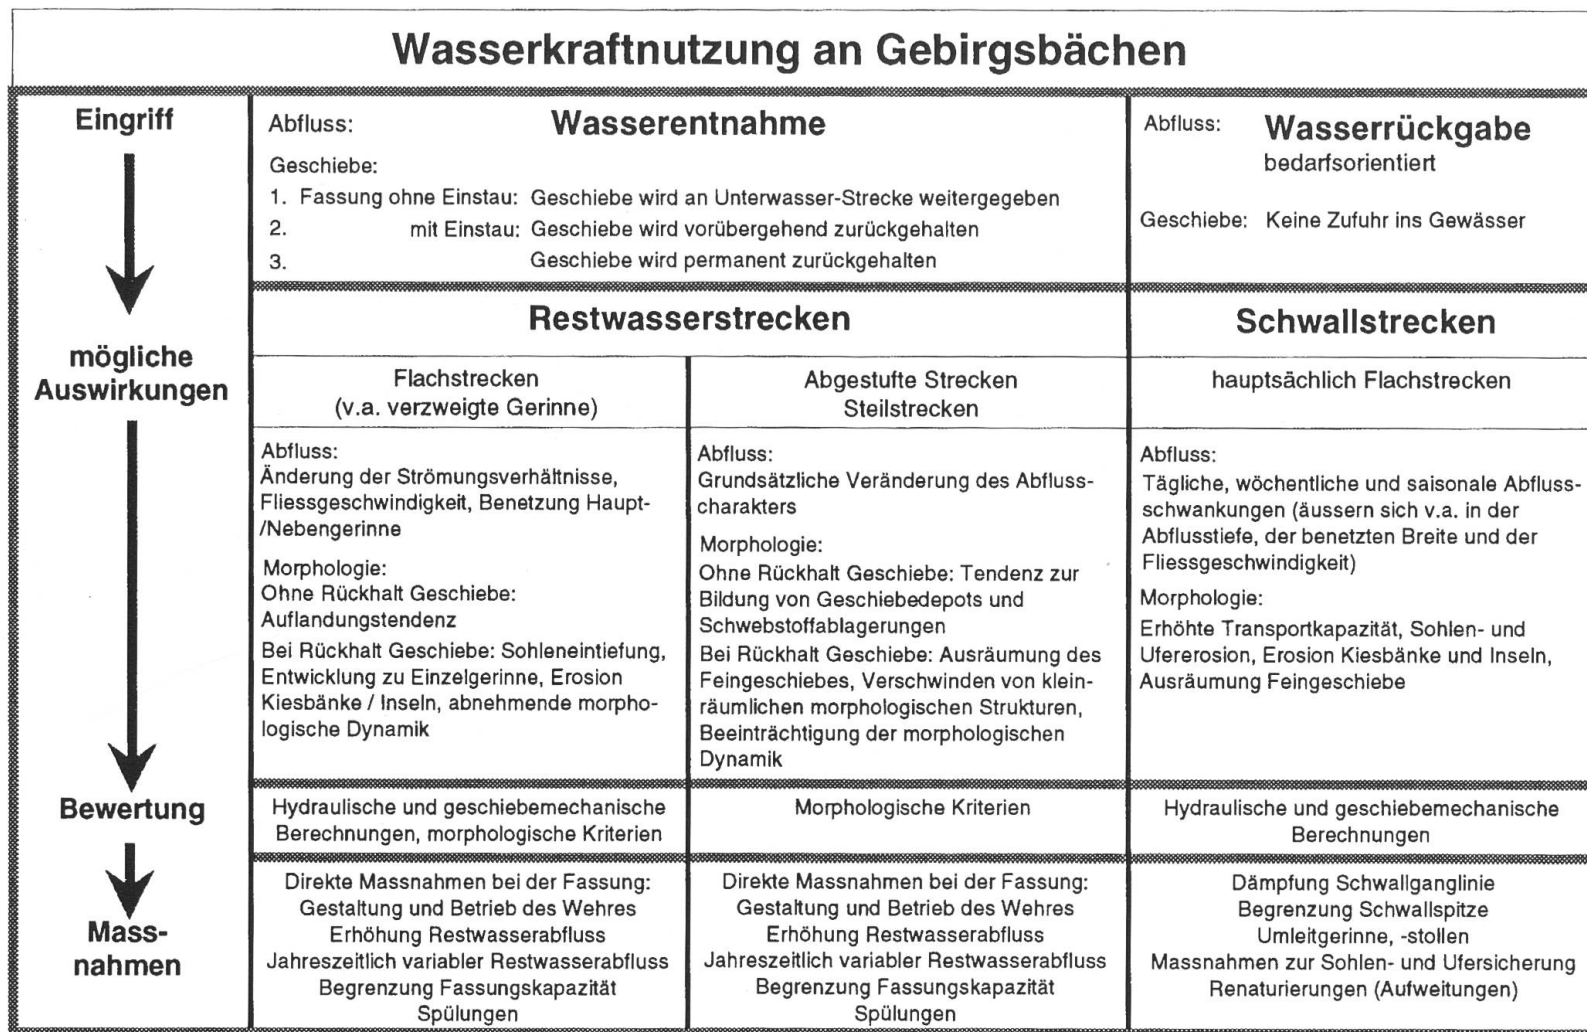 Wasserkraftnutzung an Gebirgsbächen
Eingriff
Abfluss: Wasserentnahme
Geschiebe:
1. Fassung ohne Einstau: Geschiebe wird an Unterwasser-Strecke weitergegeben
2. mit Einstau: Geschiebe wird vorübergehend zurückgehalten
3. Geschiebe wird permanent zurückgehalten
Abfluss: Wasserrückgabe
bedarfsorientiert
Geschiebe: Keine Zufuhr ins Gewässer
mögliche
Auswirkungen
Restwasserstrecken
Schwallstrecken
Flachstrecken
(v.a. verzweigte Gerinne)
Abgestufte Strecken
Steilstrecken
hauptsächlich Flachstrecken
Abfluss:
Änderung der Strömungsverhältnisse,
Fliessgeschwindigkeit, Benetzung Haupt-
/Nebengerinne
Morphologie:
Ohne Rückhalt Geschiebe:
Auflandungstendenz
Bei Rückhalt Geschiebe: Sohleneintiefung,
Entwicklung zu Einzelgerinne, Erosion
Kiesbänke / Inseln, abnehmende morpho-
logische Dynamik
Abfluss:
Grundsätzliche Veränderung des Abfluss-
charakters
Morphologie:
Ohne Rückhalt Geschiebe: Tendenz zur
Bildung von Geschiebedepots und
Schwebstoffablagerungen
Bei Rückhalt Geschiebe: Ausräumung des
Feingeschiebes, Verschwinden von klein-
räumlichen morphologischen Strukturen,
Beeinträchtigung der morphologischen
Dynamik
Abfluss:
Tägliche, wöchentliche und saisonale Abfluss-
schwankungen (äussern sich v.a. in der
Abflusstiefe, der benetzten Breite und der
Fliessgeschwindigkeit)
Morphologie:
Erhöhte Transportkapazität, Sohlen- und
Ufererosion, Erosion Kiesbänke und Inseln,
Ausräumung Feingeschiebe
Bewertung
Hydraulische und geschiebemechanische
Berechnungen, morphologische Kriterien
Morphologische Kriterien
Hydraulische und geschiebemechanische
Berechnungen
Mass-
nahmen
Direkte Massnahmen bei der Fassung:
Gestaltung und Betrieb des Wehres
Erhöhung Restwasserabfluss
Jahreszeitlich variabler Restwasserabfluss
Begrenzung Fassungskapazität
Spülungen
Direkte Massnahmen bei der Fassung:
Gestaltung und Betrieb des Wehres
Erhöhung Restwasserabfluss
Jahreszeitlich variabler Restwasserabfluss
Begrenzung Fassungskapazität
Spülungen
Dämpfung Schwallganglinie
Begrenzung Schwallspitze
Umleitgerinne, -stollen
Massnahmen zur Sohlen- und Ufersicherung
Renaturierungen (Aufweitungen)